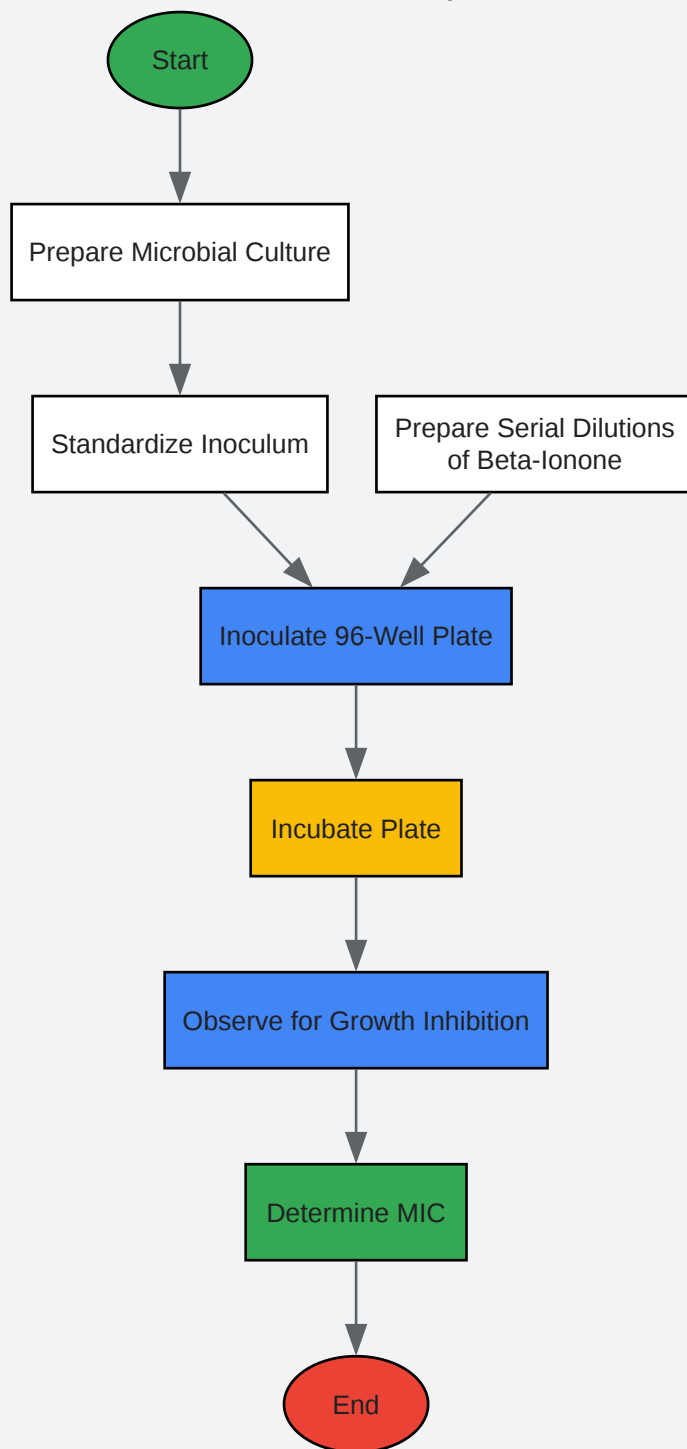 Start
Prepare Microbial Culture
Standardize Inoculum
Prepare Serial Dilutions
of Beta-Ionone
Inoculate 96-Well Plate
Incubate Plate
Observe for Growth Inhibition
Determine MIC
End